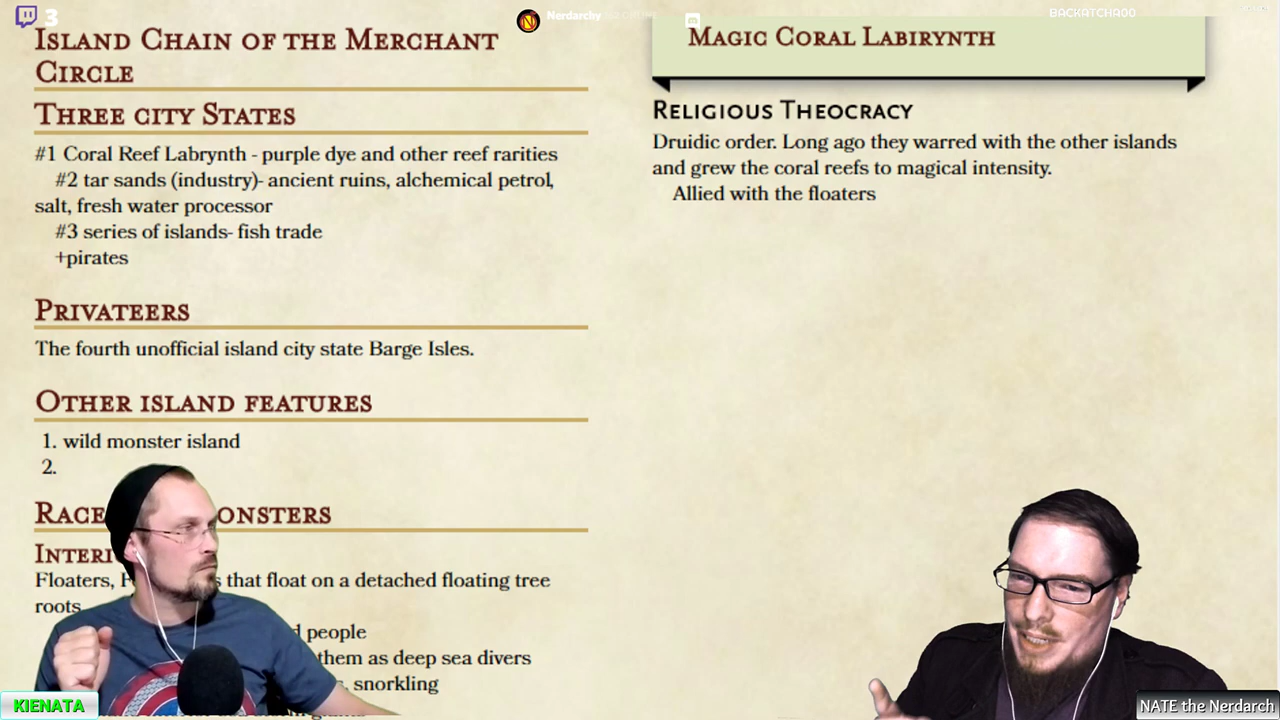 3
Nerdarchy
BACKATCHA00
ISLAND CHAIN OF THE MERCHANT
CIRCLE
THREE CITY STATES
#1 Coral Reef Labrynth - purple dye and other reef rarities
#2 tar sands (industry)- ancient ruins, alchemical petrol,
salt, fresh water processor
#3 series of islands- fish trade
+pirates
PRIVATEERS
The fourth unofficial island city state Barge Isles.
OTHER ISLAND FEATURES
1. wild monster island
2.
RACE ONSTERS
INTERI
Floaters, F s that float on a detached floating tree
roots
people
them as deep sea divers
snorkling
MAGIC CORAL LABIRYNTH
RELIGIOUS THEOCRACY
Druidic order. Long ago they warred with the other islands
and grew the coral reefs to magical intensity.
Allied with the floaters
KIENATA
NATE the Nerdarch